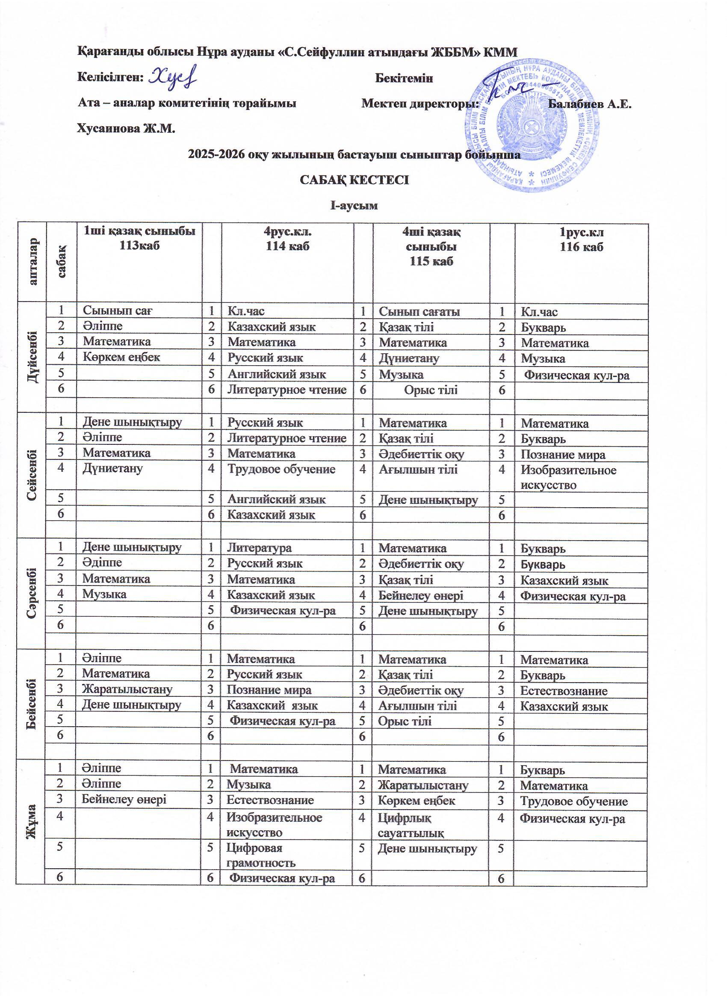 Қарағанды облысы Нұра ауданы «С.Сейфуллин атындағы ЖББМ» КММ
Келісілген: Бекітемін
Ата – аналар комитетінің төрайымы Мектеп директоры: Балабиев А.Е.
Хусаинова Ж.М.
2025-2026 оқу жылының бастауыш сыныптар бойынша
САБАҚ КЕСТЕСІ
І-аусым
апталар сабақ 1ші қазақ сыныбы 4рус.кл. 4ші қазақ 1рус.кл
113каб 114 каб сыныбы 116 каб
115 каб
Дүйсенбі
1 Сыынып сағ 1 Кл.час 1 Сынып сағаты 1 Кл.час
2 Әліппе 2 Казахский язык 2 Қазақ тілі 2 Букварь
3 Математика 3 Математика 3 Математика 3 Математика
4 Көркем еңбек 4 Русский язык 4 Дүниетану 4 Музыка
5 5 Английский язык 5 Музыка 5 Физическая кул-ра
6 6 Литературное чтение 6 Орыс тілі 6
Сейсенбі
1 Дене шынықтыру 1 Русский язык 1 Математика 1 Математика
2 Әліппе 2 Литературное чтение 2 Қазақ тілі 2 Букварь
3 Математика 3 Математика 3 Әдебиеттік оқу 3 Познание мира
4 Дүниетану 4 Трудовое обучение 4 Ағылшын тілі 4 Изобразительное
искусство
5 5 Английский язык 5 Дене шынықтыру 5
6 6 Казахский язык 6 6
Сәрсенбі
1 Дене шынықтыру 1 Литература 1 Математика 1 Букварь
2 Әдіппе 2 Русский язык 2 Әдебиеттік оқу 2 Букварь
3 Математика 3 Математика 3 Қазақ тілі 3 Казахский язык
4 Музыка 4 Казахский язык 4 Бейнелеу өнері 4 Физическая кул-ра
5 5 Физическая кул-ра 5 Дене шынықтыру 5
6 6 6 6
Бейсенбі
1 Әліппе 1 Математика 1 Математика 1 Математика
2 Математика 2 Русский язык 2 Қазақ тілі 2 Букварь
3 Жаратылыстану 3 Познание мира 3 Әдебиеттік оқу 3 Естествознание
4 Дене шынықтыру 4 Казахский язык 4 Ағылшын тілі 4 Казахский язык
5 5 Физическая кул-ра 5 Орыс тілі 5
6 6 6 6
Жұма
1 Әліппе 1 Математика 1 Математика 1 Букварь
2 Әліппе 2 Музыка 2 Жаратылыстану 2 Математика
3 Бейнелеу өнері 3 Естествознание 3 Көркем еңбек 3 Трудовое обучение
4 4 Изобразительное 4 Цифрлық 4 Физическая кул-ра
искусство сауаттылық
5 5 Цифровая 5 Дене шынықтыру 5
грамотность
6 6 Физическая кул-ра 6 6